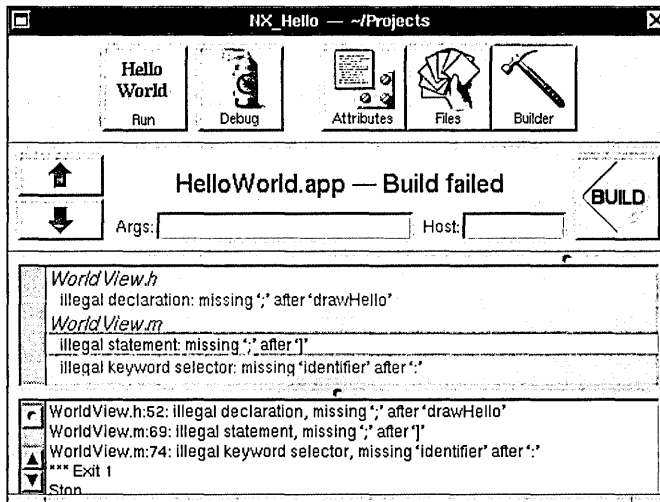 NX_Hello — ~/Projects
Hello
World
Run
Debug
Attributes
Files
Builder
HelloWorld.app — Build failed
BUILD
Args:
Host:
WorldView.h
illegal declaration: missing ‘;’ after ‘drawHello’
WorldView.m
illegal statement: missing ‘;’ after ‘]’
illegal keyword selector: missing ‘identifier’ after ‘:’
WorldView.h:52: illegal declaration, missing ‘;’ after ‘drawHello’
WorldView.m:69: illegal statement, missing ‘;’ after ‘]’
WorldView.m:74: illegal keyword selector, missing ‘identifier’ after ‘:’
*** Exit 1
Stop